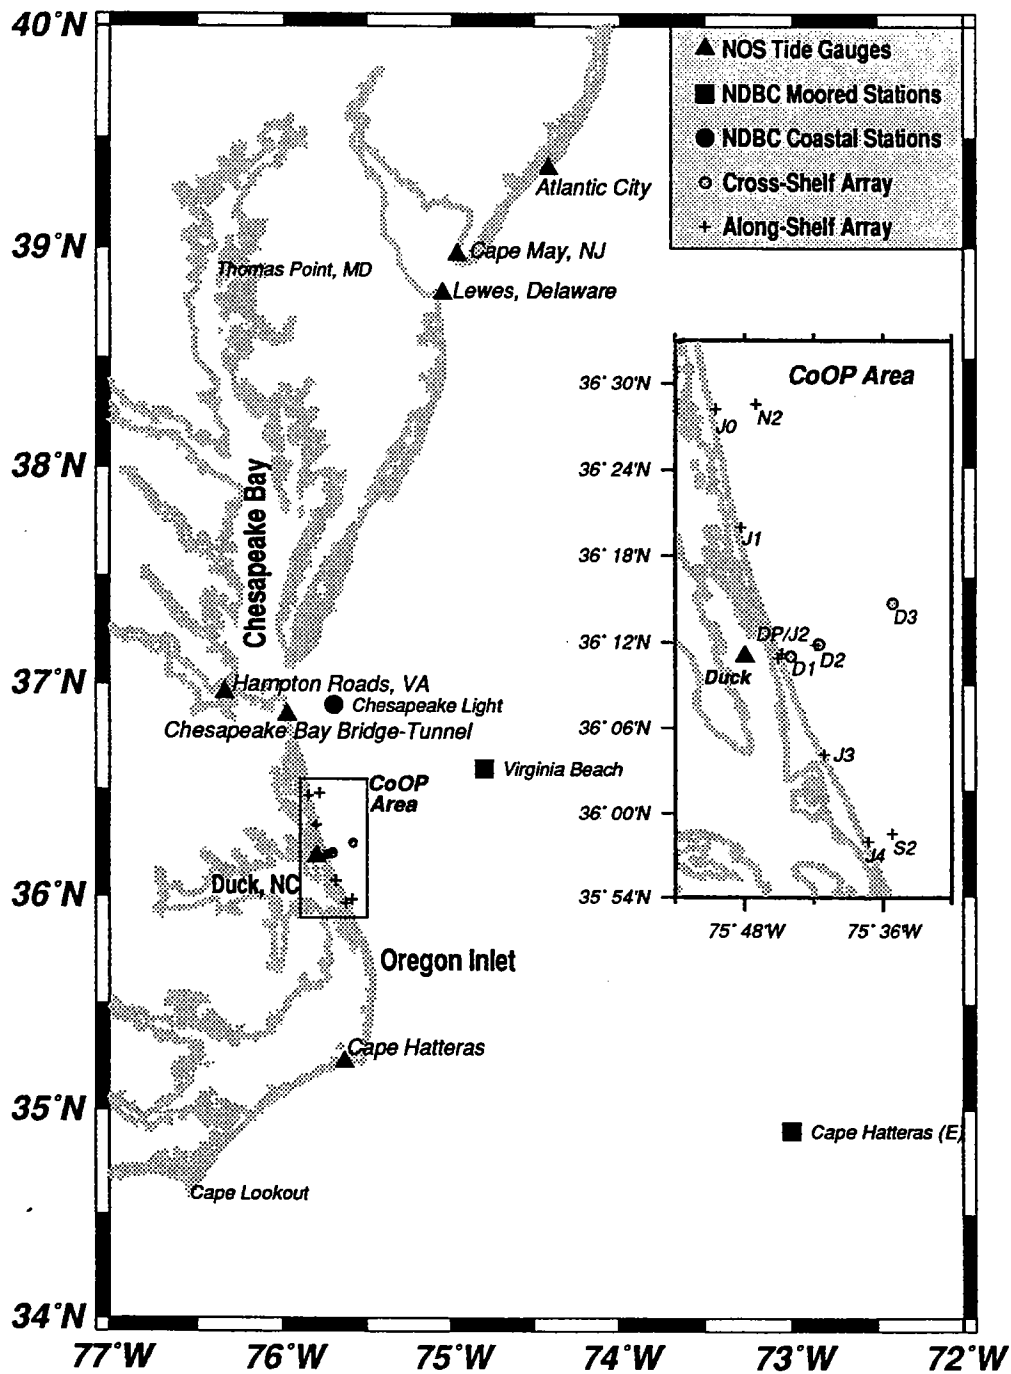 40°N
NOS Tide Gauges
NDBC Moored Stations
NDBC Coastal Stations
Cross-Shelf Array
Along-Shelf Array
Atlantic City
39°N
Cape May, NJ
Thomas Point, MD
Lewes, Delaware
CoOP Area
36° 30'N
J0
N2
36° 24'N
38°N
Chesapeake Bay
J1
36° 18'N
D3
36° 12'N
DP/J2
D1
D2
Duck
37°N
Hampton Roads, VA
Chesapeake Light
Chesapeake Bay Bridge-Tunnel
36° 06'N
J3
Virginia Beach
CoOP
Area
36° 00'N
J4
S2
36°N
Duck, NC
35° 54'N
75° 48'W
75° 36'W
Oregon Inlet
Cape Hatteras
35°N
Cape Hatteras (E)
Cape Lookout
34°N
77°W
76°W
75°W
74°W
73°W
72°W